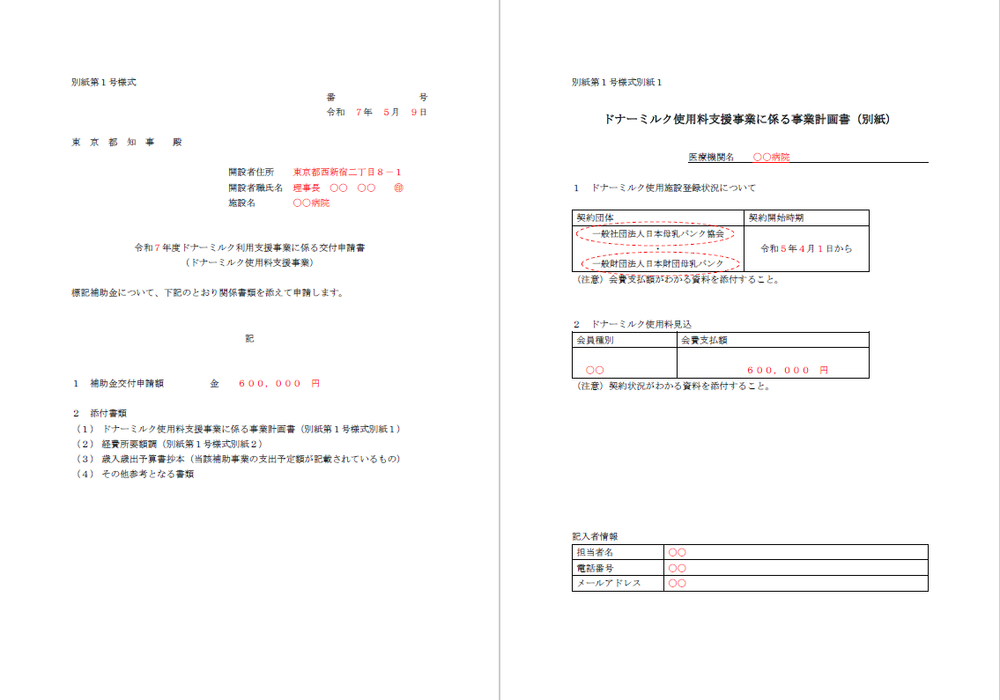 別紙第１号様式
番　　　　　　　　　号
令和　７年　５月　９日
東　京　都　知　事　　殿
開設者住所　　東京都西新宿二丁目８－１
開設者職氏名　理事長　〇〇　〇〇　　㊞
施設名　　　　〇〇病院
令和７年度ドナーミルク利用支援事業に係る交付申請書
（ドナーミルク使用料支援事業）
標記補助金について、下記のとおり関係書類を添えて申請します。
記
１　補助金交付申請額　　　　　金　　６００，０００　円
２　添付書類
（１）ドナーミルク使用料支援事業に係る事業計画書（別紙第１号様式別紙１）
（２）経費所要額調（別紙第１号様式別紙２）
（３）歳入歳出予算書抄本（当該補助事業の支出予定額が記載されているもの）
（４）その他参考となる書類
別紙第１号様式別紙１
ドナーミルク使用料支援事業に係る事業計画書（別紙）
医療機関名　　〇〇病院
１　ドナーミルク使用施設登録状況について
契約団体　契約開始時期
一般社団法人日本母乳バンク協会
・
一般財団法人日本財団母乳バンク
令和５年４月１日から
（注意）会費支払額がわかる資料を添付すること。
２　ドナーミルク使用料見込
会員種別　会費支払額
〇〇　６００，０００　円
（注意）契約状況がわかる資料を添付すること。
記入者情報
担当者名　〇〇
電話番号　〇〇
メールアドレス　〇〇